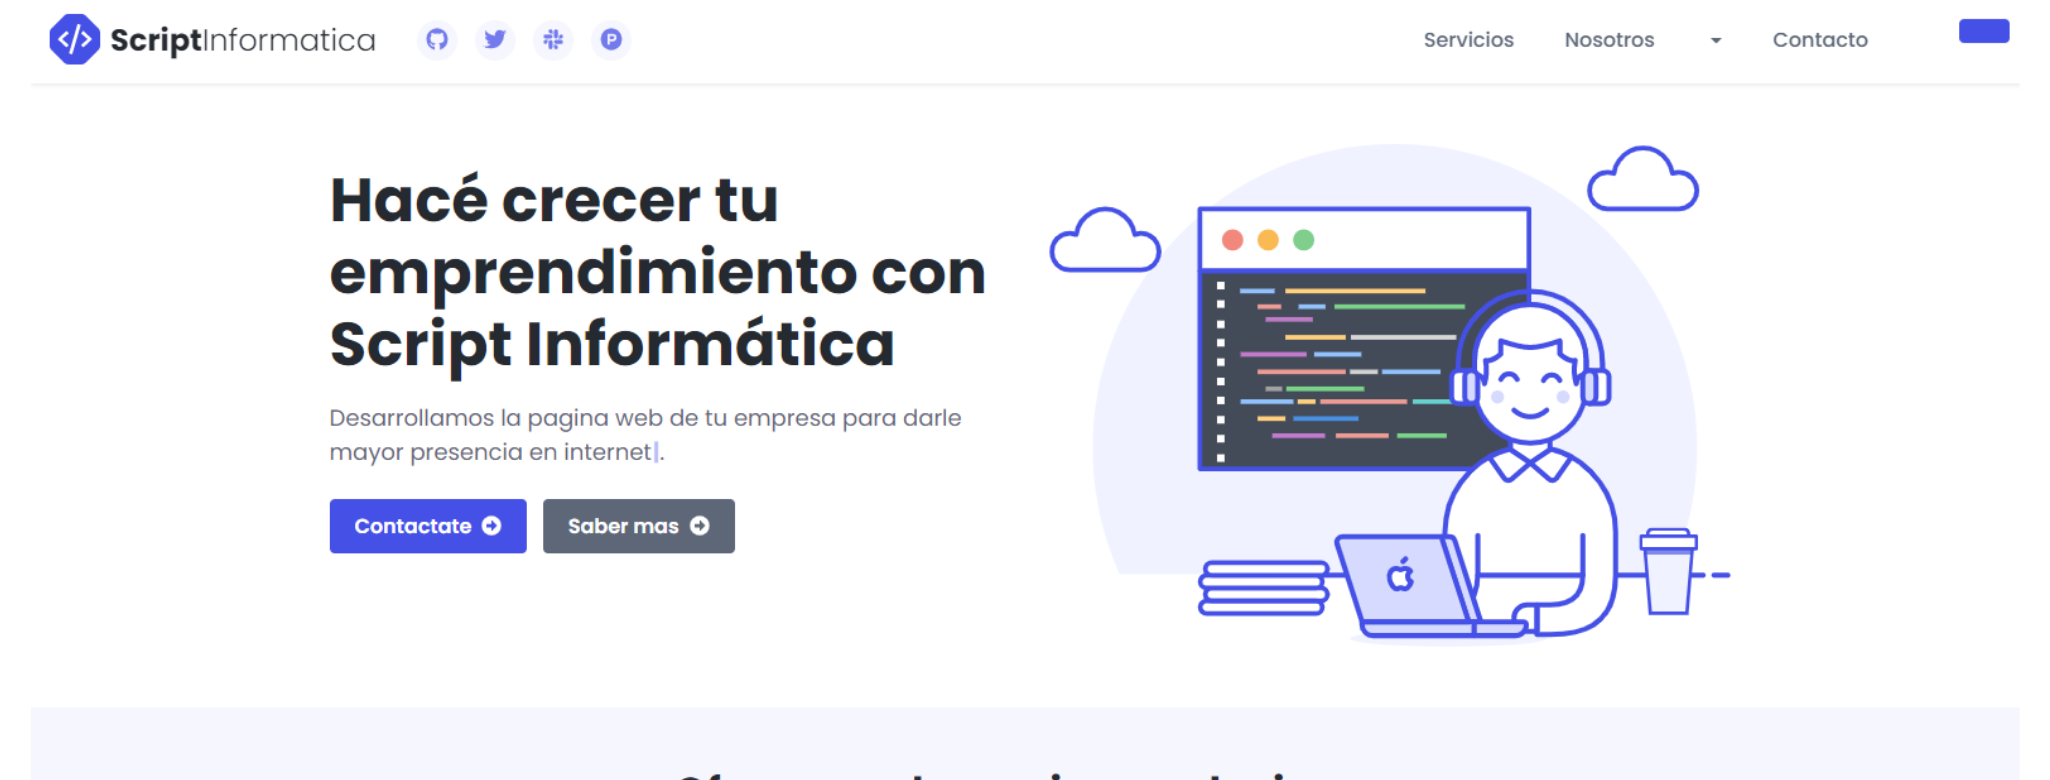 ScriptInformatica
Servicios Nosotros Contacto
Hacé crecer tu
emprendimiento con
Script Informática
Desarrollamos la pagina web de tu empresa para darle
mayor presencia en internet.
Contactate
Saber mas